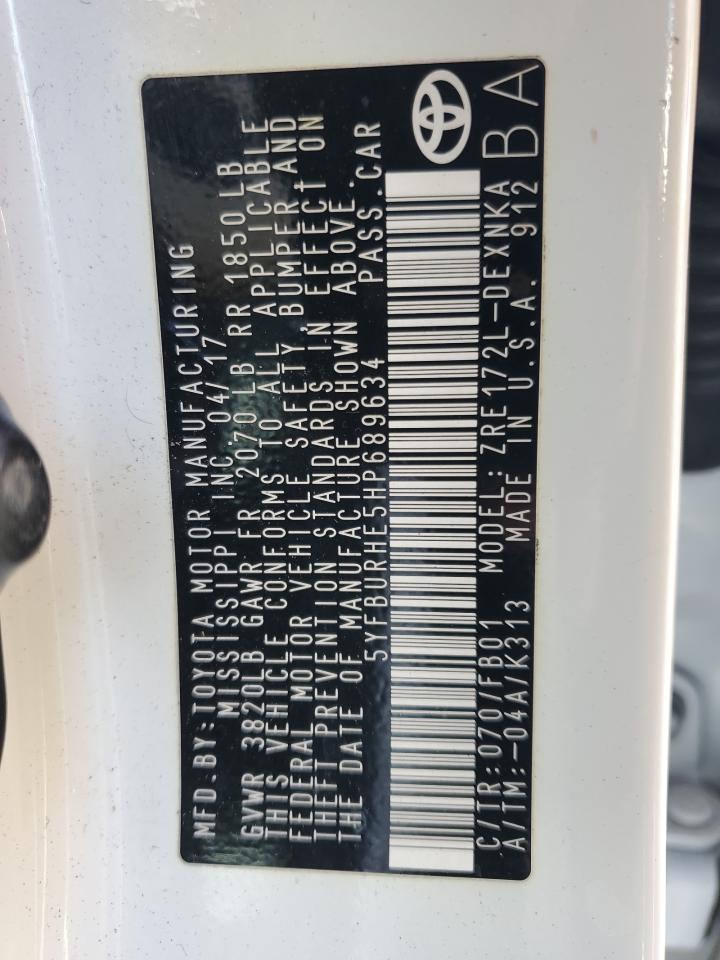 MFD.BY:TOYOTA MOTOR MANUFACTURING
MISSISSIPPI INC. 04/17
GVWR 3820LB GAWR FR 2070LB RR 1850LB
THIS VEHICLE CONFORMS TO ALL APPLICABLE
FEDERAL MOTOR VEHICLE SAFETY,BUMPER AND
THEFT PREVENTION STANDARDS IN EFFECT ON
THE DATE OF MANUFACTURE SHOWN ABOVE.
5YFBURHE5HP689634 PASS.CAR
C/TR:070/FB01 MODEL:ZRE172L-DEXNKA
A/TM:-04A/K313 MADE IN U.S.A. 912
BA